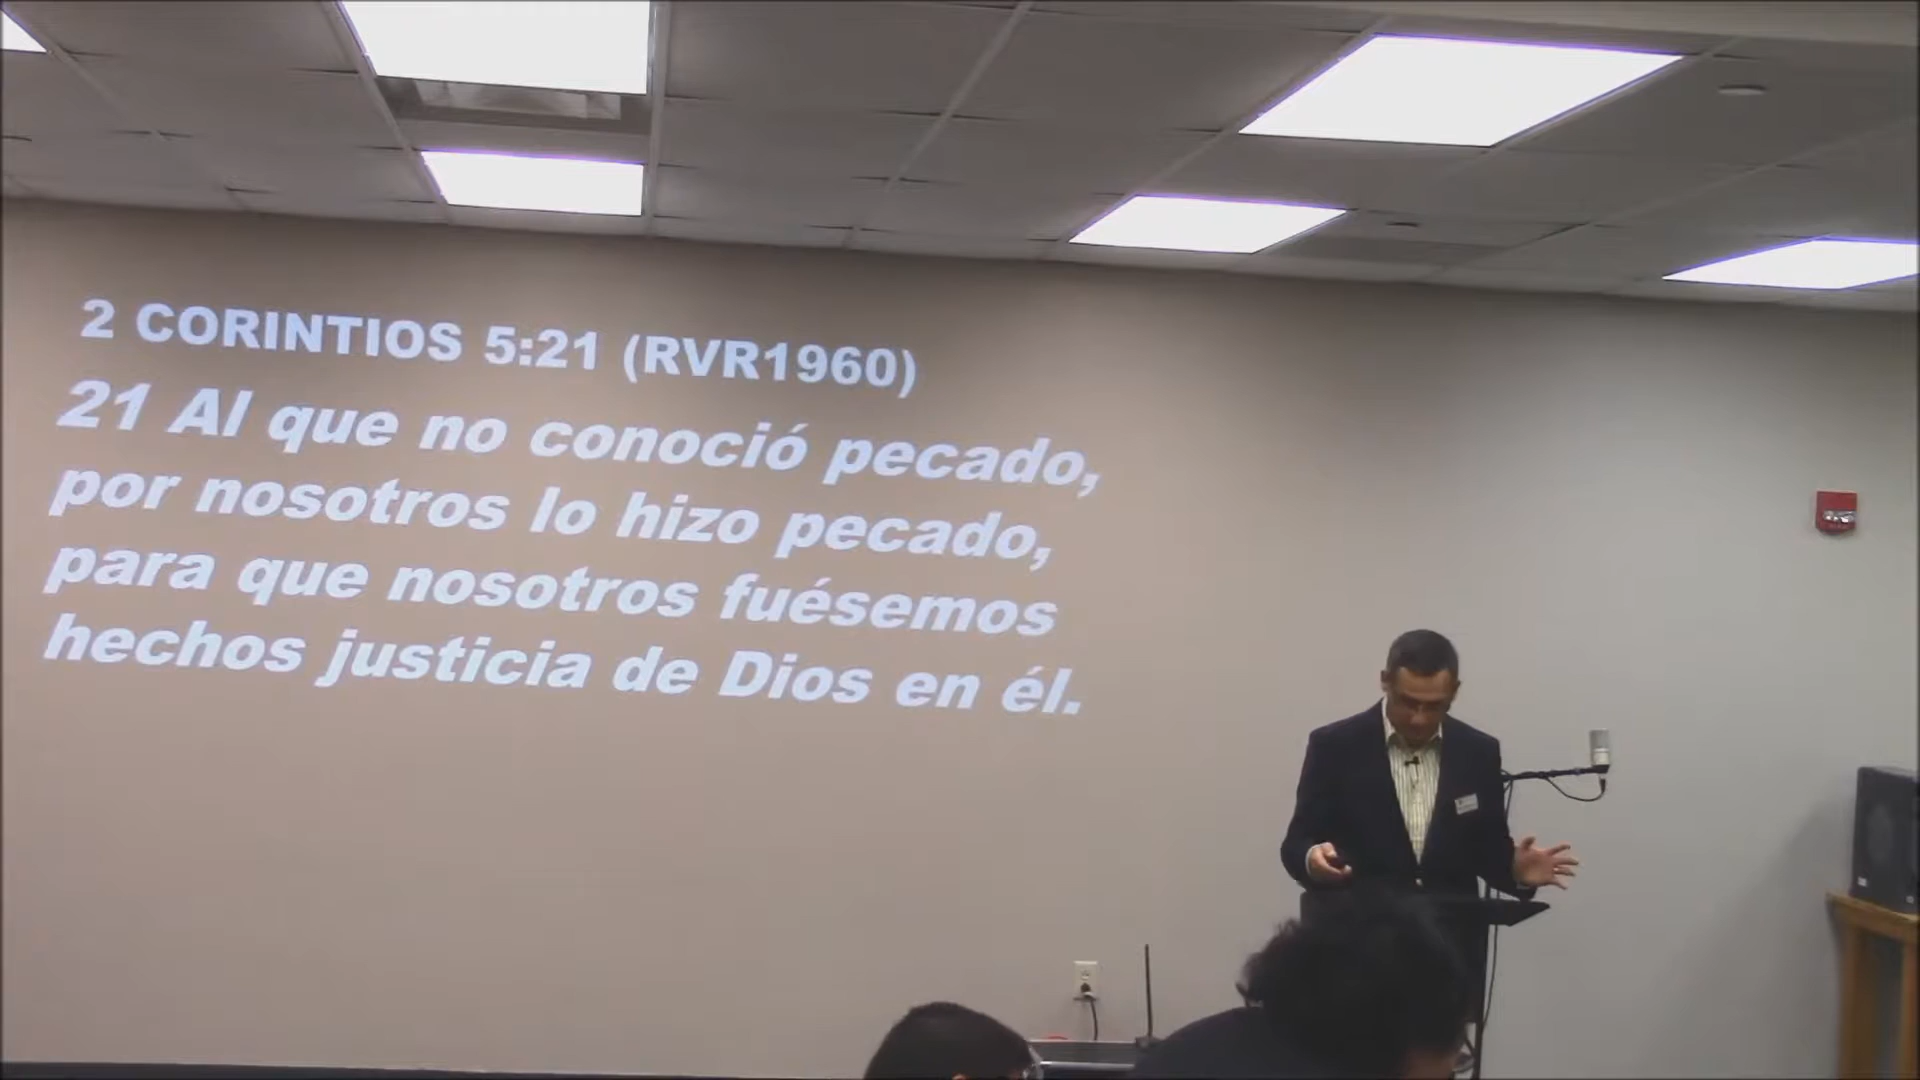 2 CORINTIOS 5:21 (RVR1960)
21 Al que no conoció pecado,
por nosotros lo hizo pecado,
para que nosotros fuésemos
hechos justicia de Dios en él.